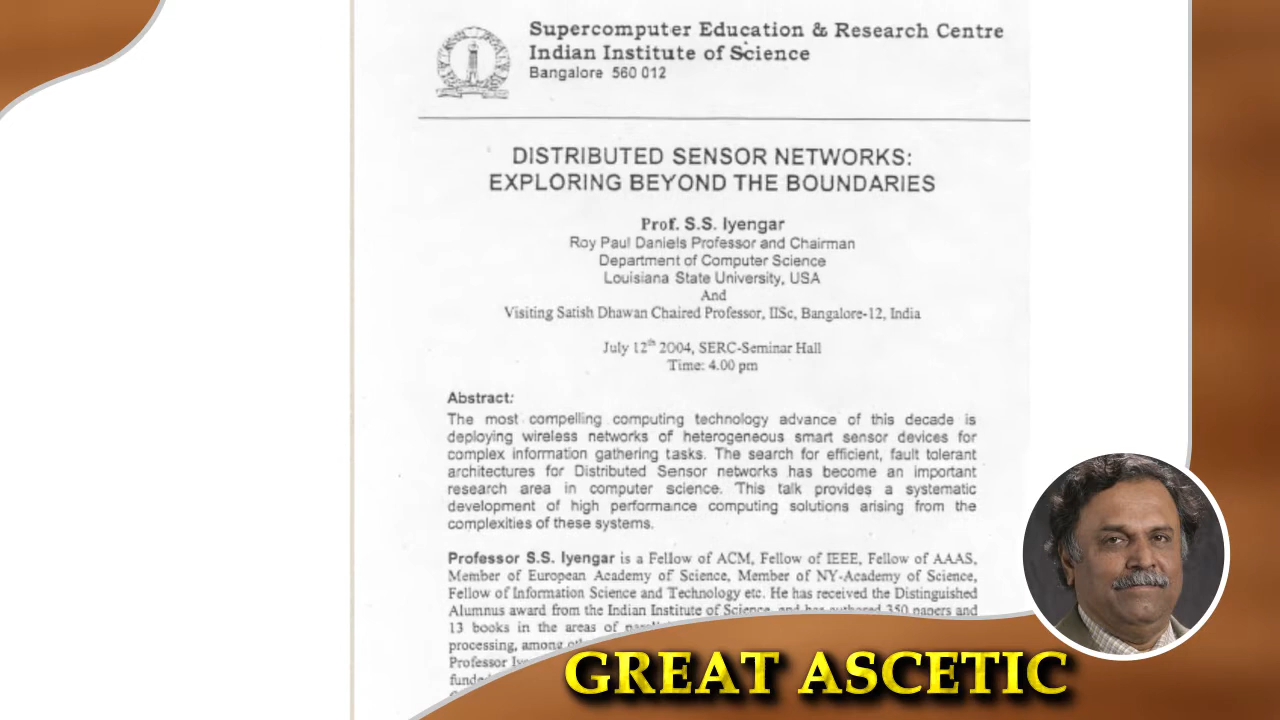 Supercomputer Education & Research Centre
Indian Institute of Science
Bangalore 560 012
DISTRIBUTED SENSOR NETWORKS:
EXPLORING BEYOND THE BOUNDARIES
Prof. S.S. Iyengar
Roy Paul Daniels Professor and Chairman
Department of Computer Science
Louisiana State University, USA
And
Visiting Satish Dhawan Chaired Professor, IISc, Bangalore-12, India
July 12th 2004, SERC-Seminar Hall
Time: 4.00 pm
Abstract:
The most compelling computing technology advance of this decade is
deploying wireless networks of heterogeneous smart sensor devices for
complex information gathering tasks. The search for efficient, fault tolerant
architectures for Distributed Sensor networks has become an important
research area in computer science. This talk provides a systematic
development of high performance computing solutions arising from the
complexities of these systems.
Professor S.S. Iyengar is a Fellow of ACM, Fellow of IEEE, Fellow of AAAS,
Member of European Academy of Science, Member of NY-Academy of Science,
Fellow of Information Science and Technology etc. He has received the Distinguished
Alumnus award from the Indian Institute of Science, and has authored 350 papers and
13 books in the areas of
processing, among
Professor
GREAT ASCETIC